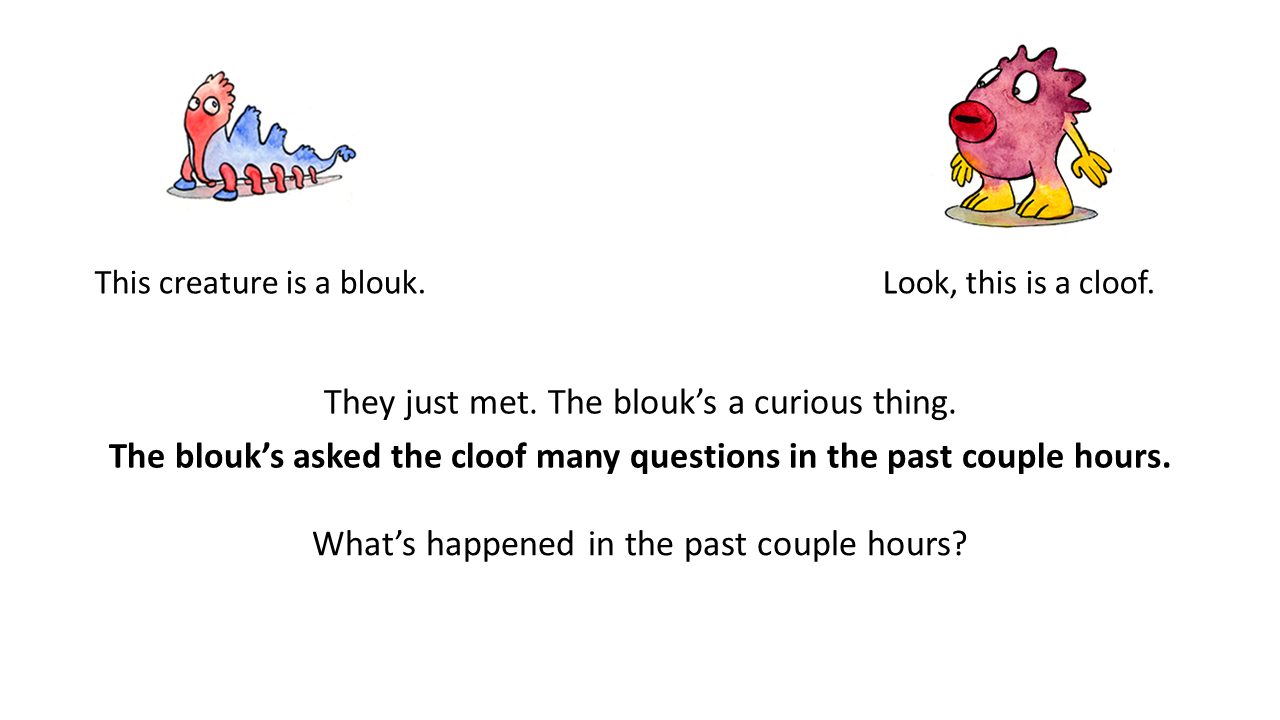 This creature is a blouk.
Look, this is a cloof.
They just met. The blouk’s a curious thing.
The blouk’s asked the cloof many questions in the past couple hours.
What’s happened in the past couple hours?